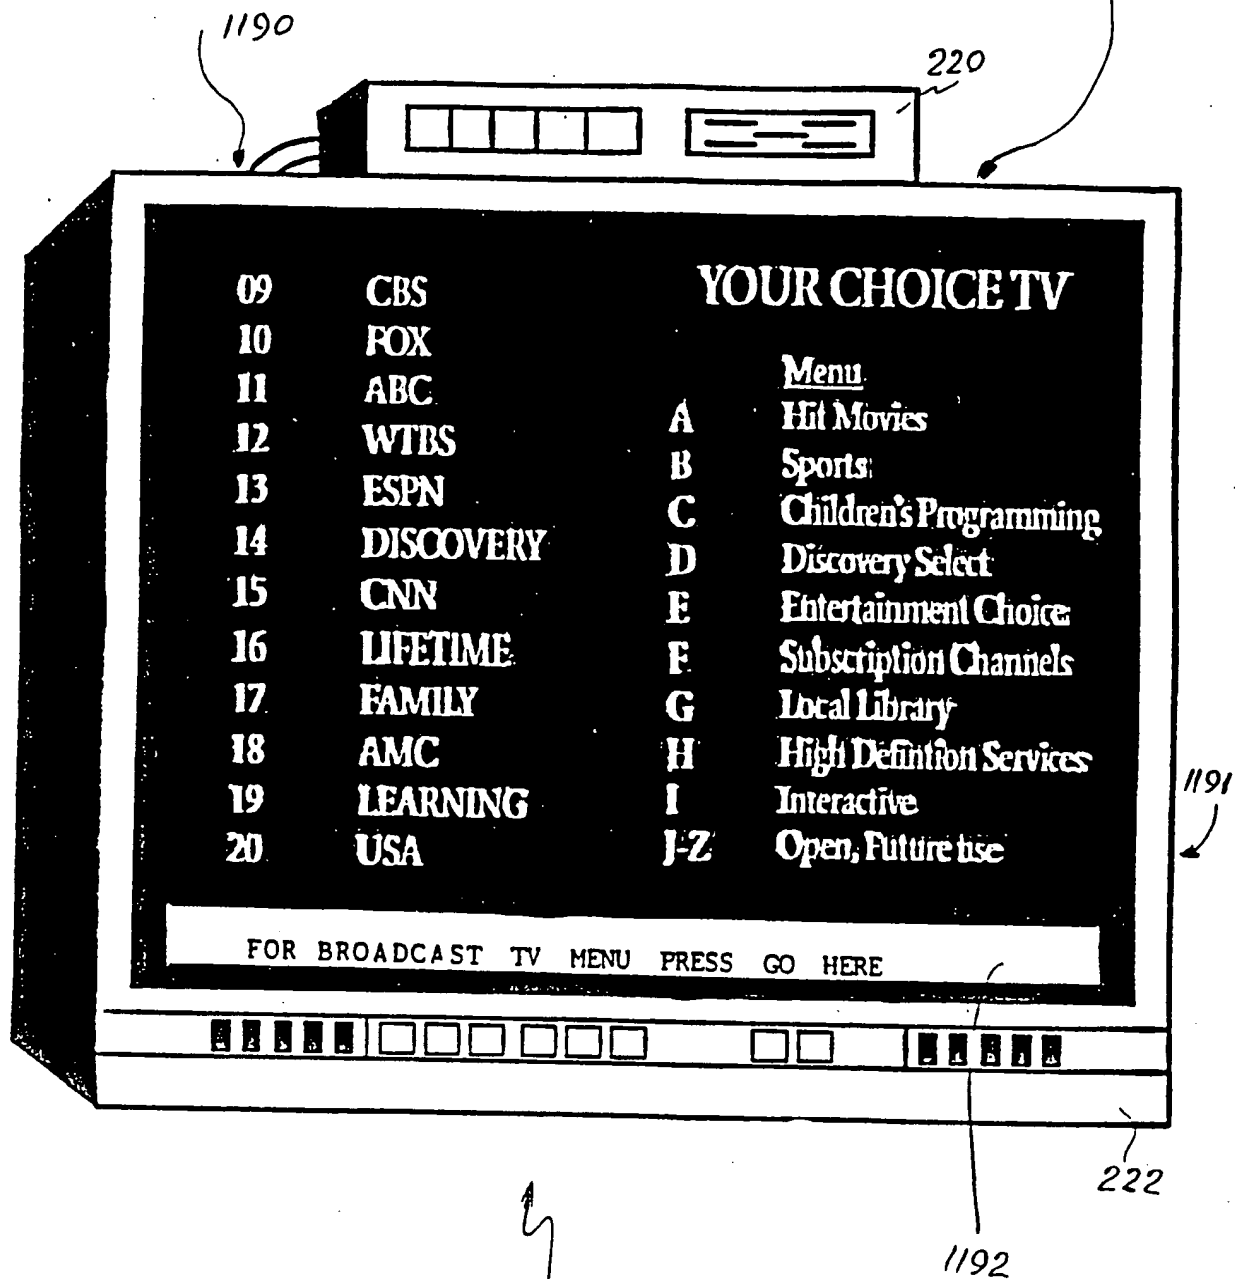 1190
220
09 CBS
10 FOX
11 ABC
12 WTBS
13 ESPN
14 DISCOVERY
15 CNN
16 LIFETIME
17 FAMILY
18 AMC
19 LEARNING
20 USA
YOUR CHOICE TV
Menu
A Hit Movies
B Sports
C Children's Programming
D Discovery Select
E Entertainment Choice
F Subscription Channels
G Local Library
H High Defintion Services
I Interactive
J-Z Open, Future use
1191
FOR BROADCAST TV MENU PRESS GO HERE
222
1192